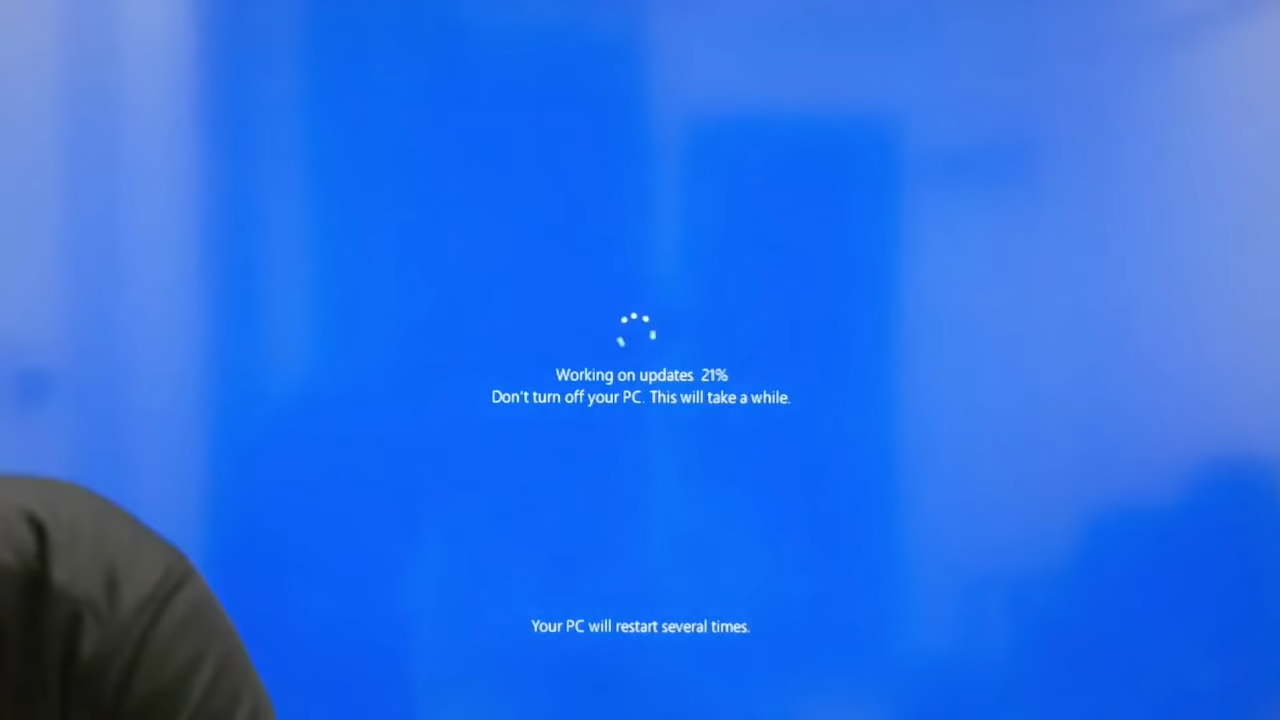 Working on updates 21%
Don't turn off your PC. This will take a while.
Your PC will restart several times.